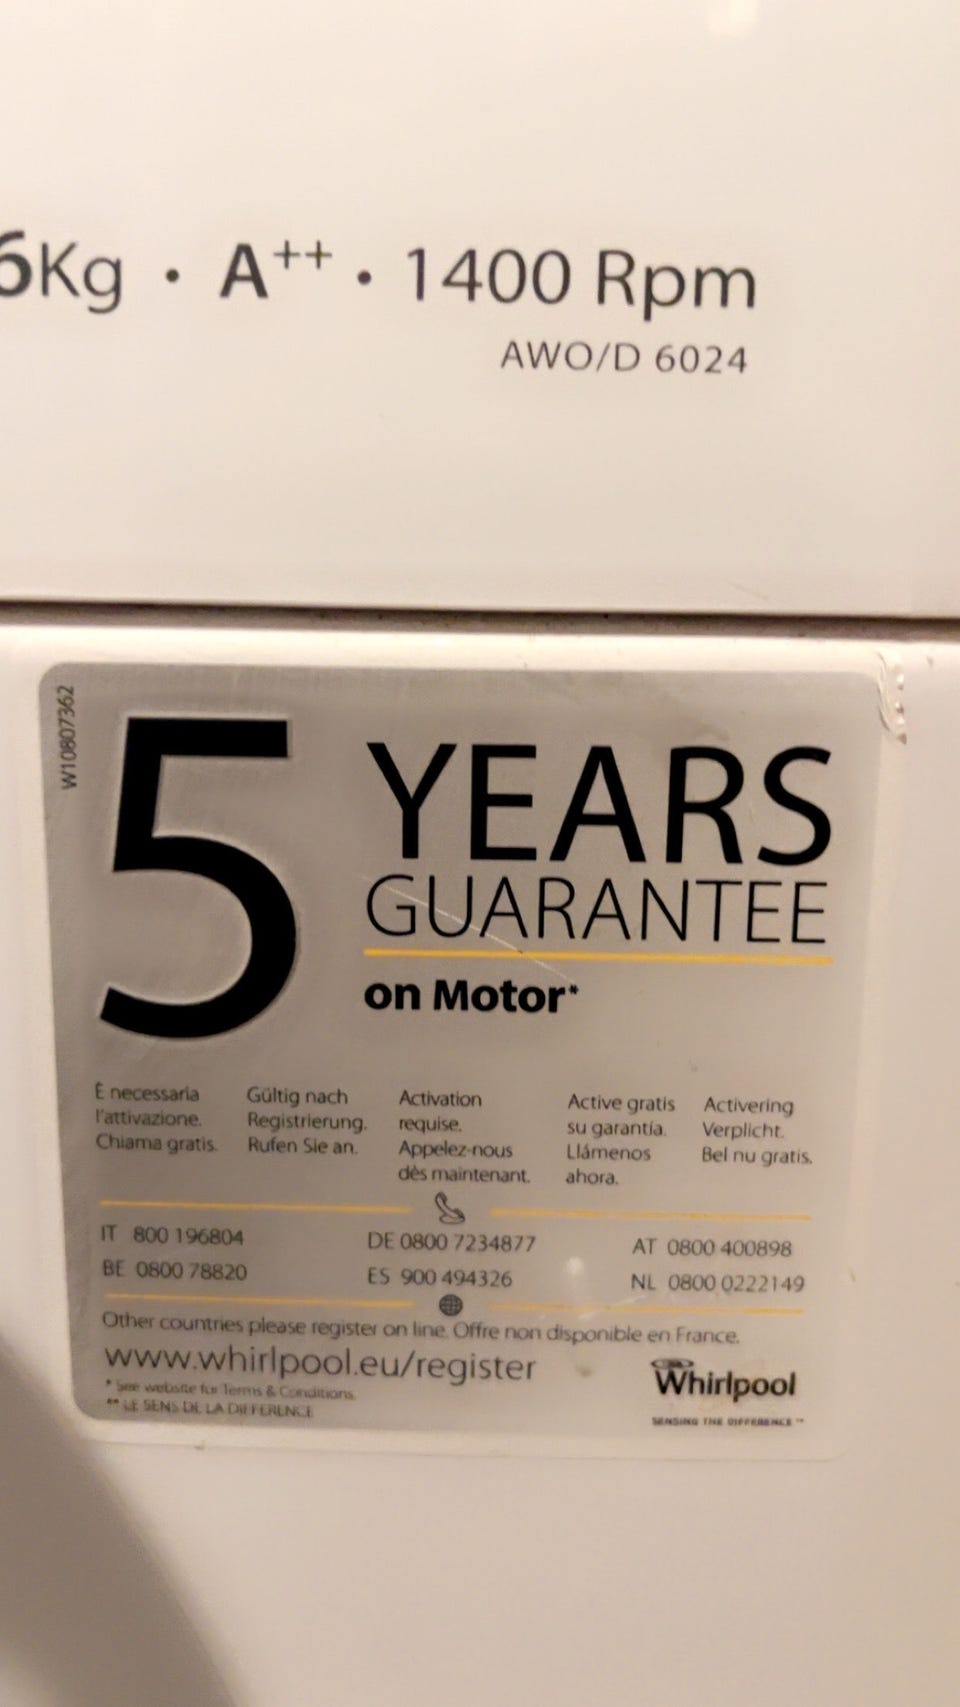 6Kg · A++ · 1400 Rpm
AWO/D 6024
W10807362
5 YEARS
GUARANTEE
on Motor*
È necessaria
l'attivazione.
Chiama gratis.
Gültig nach
Registrierung.
Rufen Sie an.
Activation
requise.
Appelez-nous
dès maintenant.
Active gratis
su garantía.
Llámenos
ahora.
Activering
Verplicht.
Bel nu gratis.
IT 800 196804
DE 0800 7234877
AT 0800 400898
BE 0800 78820
ES 900 494326
NL 0800 0222149
Other countries please register on line. Offre non disponible en France.
www.whirlpool.eu/register
* See website for Terms & Conditions
** LE SENS DE LA DIFFERENCE
Whirlpool
SENSING THE DIFFERENCE **